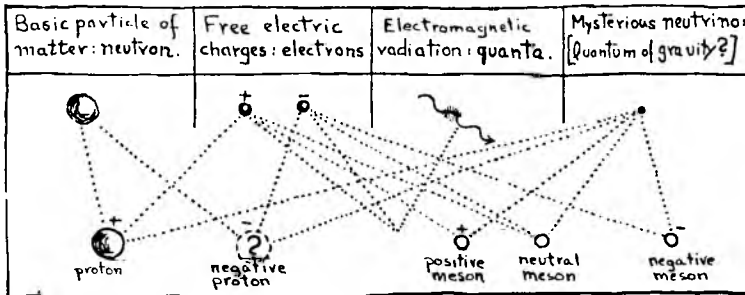 Basic particle of
matter: neutron.
Free electric
charges: electrons
Electromagnetic
radiation: quanta.
Mysterious neutrino:
[Quantum of gravity?]
+
-
+
-
?
+
-
proton
negative
proton
positive
meson
neutral
meson
negative
meson